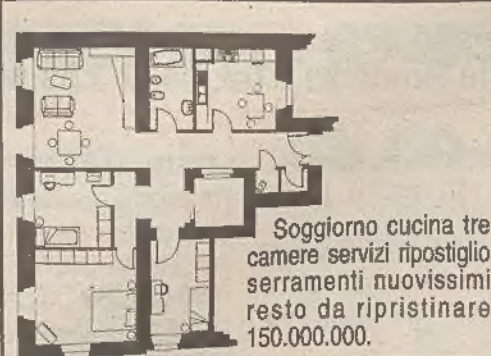 Soggiorno cucina tre
camere servizi ripostiglio
serramenti nuovissimi
resto da ripristinare
150.000.000.